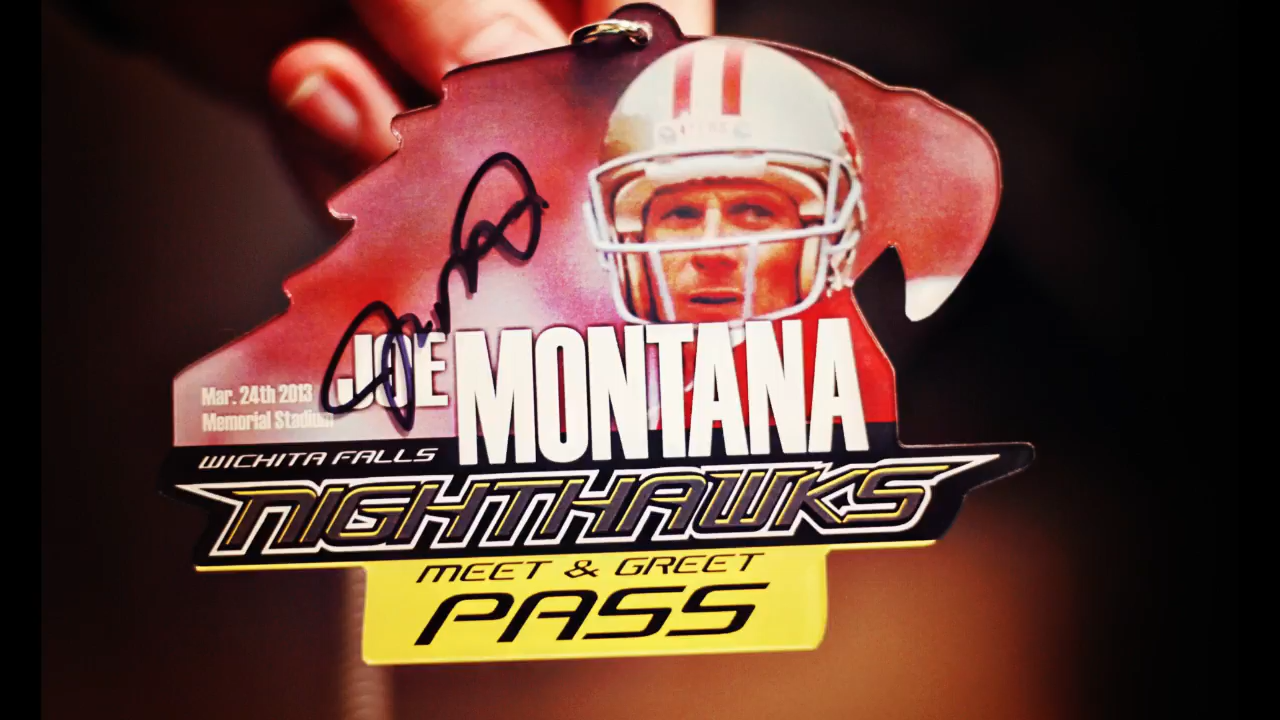 JOE MONTANA
Mar. 24th 2013
Memorial Stadium
WICHITA FALLS
NIGHTHAWKS
MEET & GREET
PASS